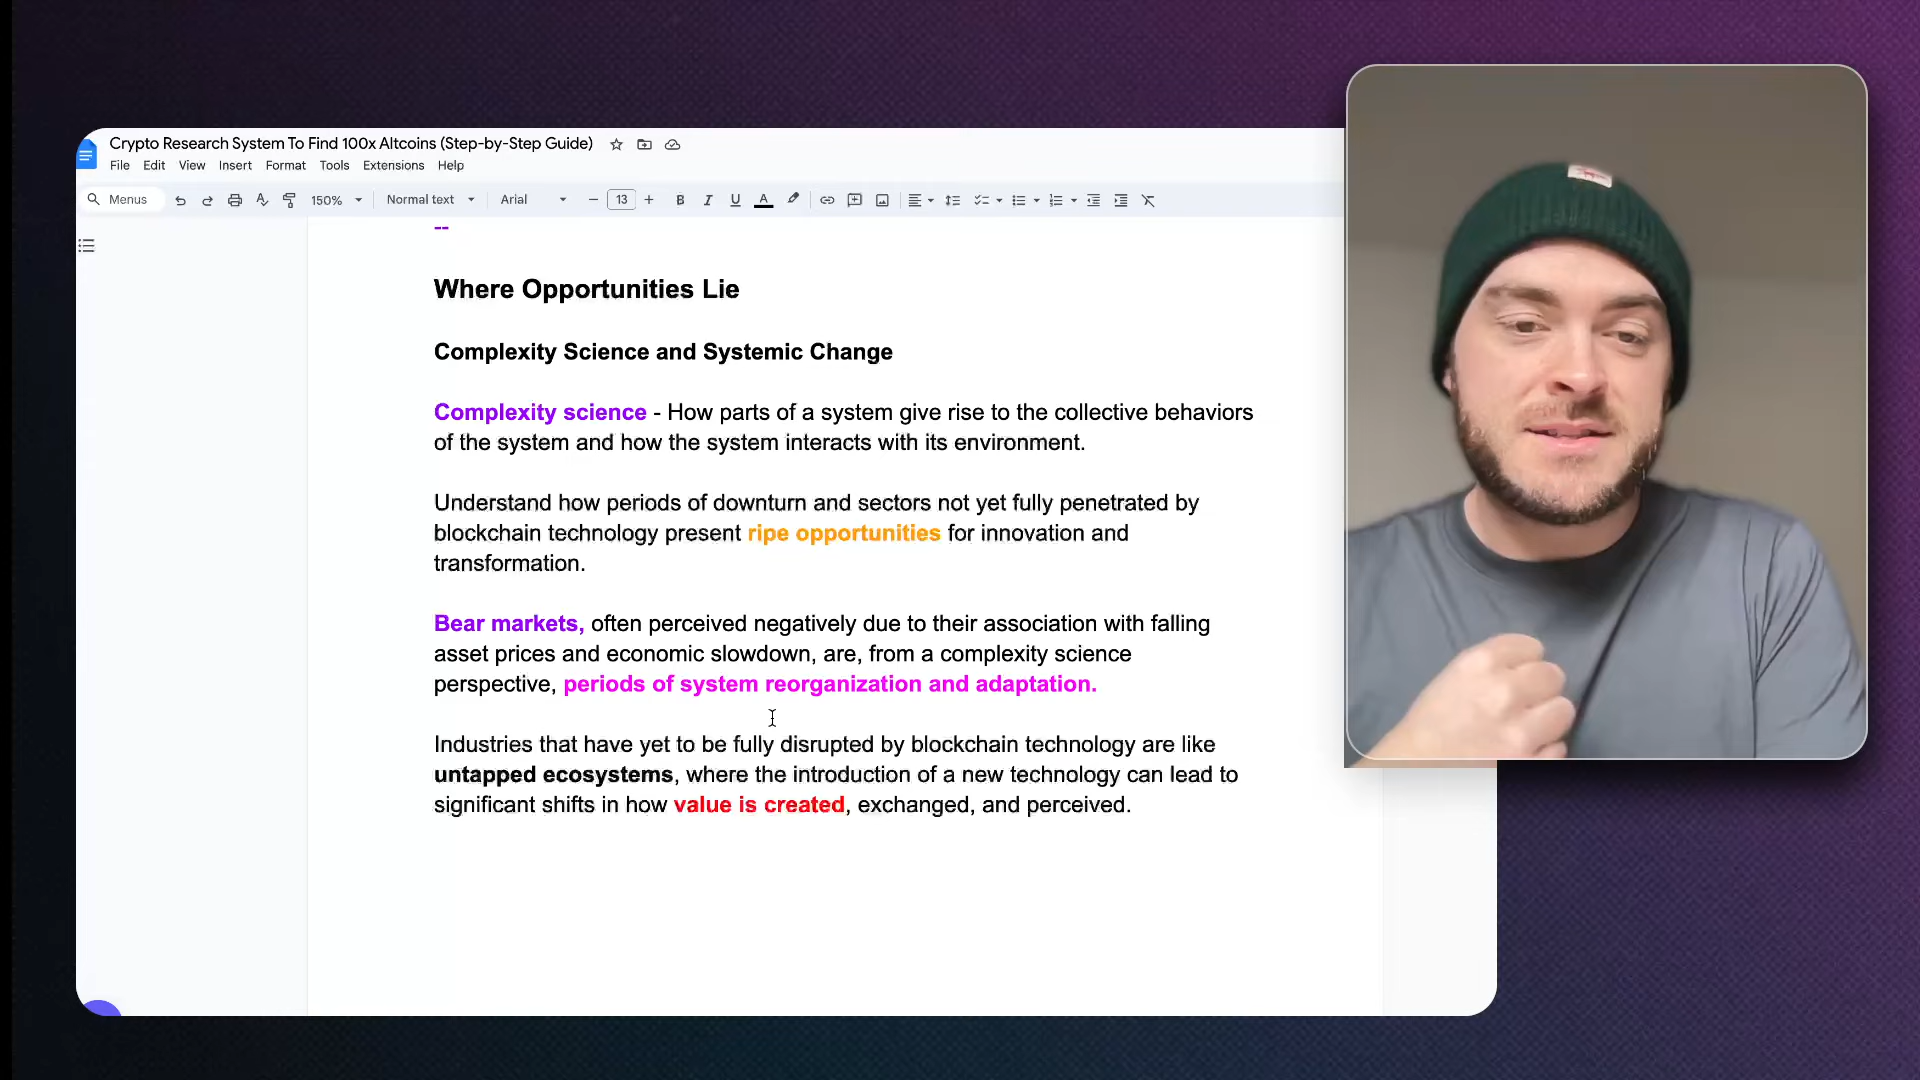 Crypto Research System To Find 100x Altcoins (Step-by-Step Guide)
File Edit View Insert Format Tools Extensions Help
Menus 150% Normal text Arial 13 B I U A
--
Where Opportunities Lie
Complexity Science and Systemic Change
Complexity science - How parts of a system give rise to the collective behaviors
of the system and how the system interacts with its environment.
Understand how periods of downturn and sectors not yet fully penetrated by
blockchain technology present ripe opportunities for innovation and
transformation.
Bear markets, often perceived negatively due to their association with falling
asset prices and economic slowdown, are, from a complexity science
perspective, periods of system reorganization and adaptation.
Industries that have yet to be fully disrupted by blockchain technology are like
untapped ecosystems, where the introduction of a new technology can lead to
significant shifts in how value is created, exchanged, and perceived.